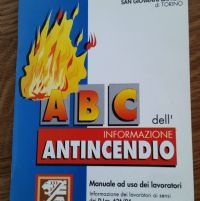 SAN GIOVANNI
di TORINO
ABC
dell'
INFORMAZIONE
ANTINCENDIO
Manuale ad uso dei lavoratori
Informazione dei lavoratori ai sensi